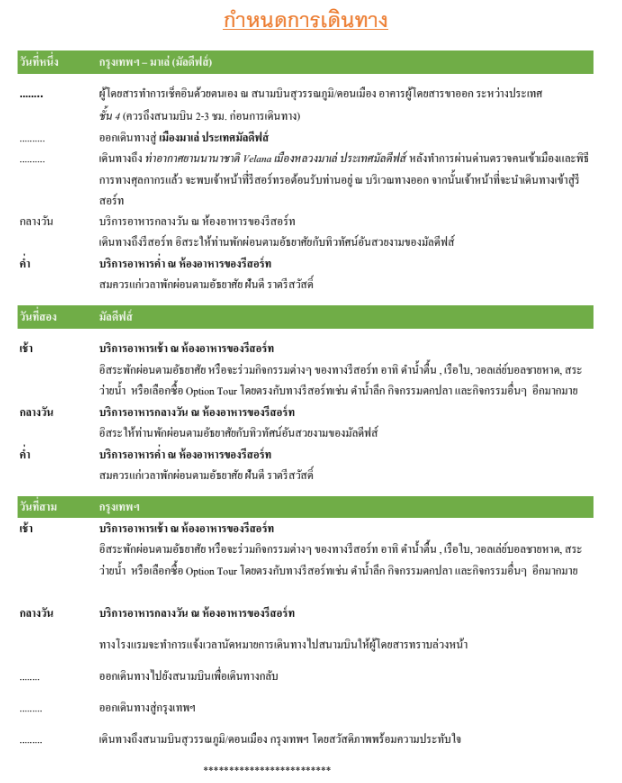 กำหนดการเดินทาง
วันที่หนึ่ง กรุงเทพฯ – มาเล่ (มัลดีฟส์)
........ ผู้โดยสารทำการเช็คอินด้วยตนเอง ณ สนามบินสุวรรณภูมิ/ดอนเมือง อาคารผู้โดยสารขาออก ระหว่างประเทศ
ชั้น 4 (ควรถึงสนามบิน 2-3 ชม. ก่อนการเดินทาง)
.......... ออกเดินทางสู่ เมืองมาเล่ ประเทศมัลดีฟส์
.......... เดินทางถึง ท่าอากาศยานนานาชาติ Velana เมืองหลวงมาเล่ ประเทศมัลดีฟส์ หลังทำการผ่านด่านตรวจคนเข้าเมืองและพิธี
การทางศุลกากรแล้ว จะพบเจ้าหน้าที่รีสอร์ทรอต้อนรับท่านอยู่ ณ บริเวณทางออก จากนั้นเจ้าหน้าที่จะนำเดินทางเข้าสู่รี
สอร์ท
กลางวัน บริการอาหารกลางวัน ณ ห้องอาหารของรีสอร์ท
เดินทางถึงรีสอร์ท อิสระให้ท่านพักผ่อนตามอัธยาศัยกับทิวทัศน์อันสวยงามของมัลดีฟส์
ค่ำ บริการอาหารค่ำ ณ ห้องอาหารของรีสอร์ท
สมควรแก่เวลาพักผ่อนตามอัธยาศัย ฝันดี ราตรีสวัสดิ์
วันที่สอง มัลดีฟส์
เช้า บริการอาหารเช้า ณ ห้องอาหารของรีสอร์ท
อิสระพักผ่อนตามอัธยาศัย หรือจะร่วมกิจกรรมต่างๆ ของทางรีสอร์ท อาทิ ดำน้ำตื้น , เรือใบ, วอลเล่ย์บอลชายหาด, สระ
ว่ายน้ำ หรือเลือกซื้อ Option Tour โดยตรงกับทางรีสอร์ทเช่น ดำน้ำลึก กิจกรรมตกปลา และกิจกรรมอื่นๆ อีกมากมาย
กลางวัน บริการอาหารกลางวัน ณ ห้องอาหารของรีสอร์ท
อิสระให้ท่านพักผ่อนตามอัธยาศัยกับทิวทัศน์อันสวยงามของมัลดีฟส์
ค่ำ บริการอาหารค่ำ ณ ห้องอาหารของรีสอร์ท
สมควรแก่เวลาพักผ่อนตามอัธยาศัย ฝันดี ราตรีสวัสดิ์
วันที่สาม กรุงเทพฯ
เช้า บริการอาหารเช้า ณ ห้องอาหารของรีสอร์ท
อิสระพักผ่อนตามอัธยาศัย หรือจะร่วมกิจกรรมต่างๆ ของทางรีสอร์ท อาทิ ดำน้ำตื้น , เรือใบ, วอลเล่ย์บอลชายหาด, สระ
ว่ายน้ำ หรือเลือกซื้อ Option Tour โดยตรงกับทางรีสอร์ทเช่น ดำน้ำลึก กิจกรรมตกปลา และกิจกรรมอื่นๆ อีกมากมาย
กลางวัน บริการอาหารกลางวัน ณ ห้องอาหารของรีสอร์ท
ทางโรงแรมจะทำการแจ้งเวลานัดหมายการเดินทางไปสนามบินให้ผู้โดยสารทราบล่วงหน้า
........ ออกเดินทางไปยังสนามบินเพื่อเดินทางกลับ
......... ออกเดินทางสู่กรุงเทพฯ
......... เดินทางถึงสนามบินสุวรรณภูมิ/ดอนเมือง กรุงเทพฯ โดยสวัสดิภาพพร้อมความประทับใจ
*************************